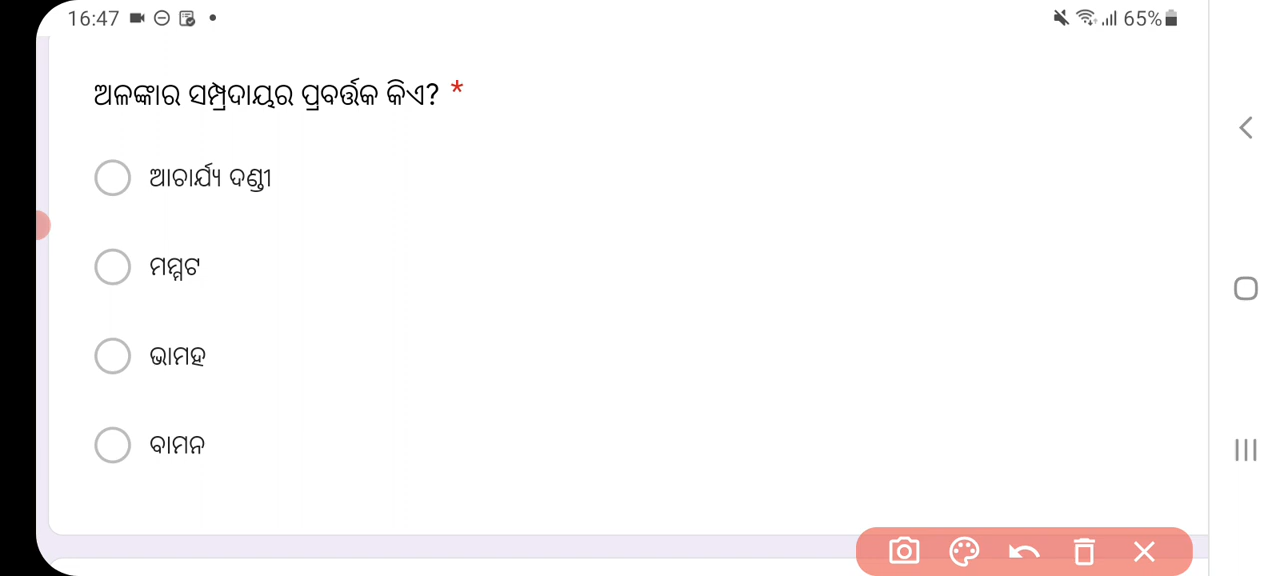 16:47
65%
ଅଳଙ୍କାର ସମ୍ପ୍ରଦାୟର ପ୍ରବର୍ତ୍ତକ କିଏ? *
ଆଚାର୍ଯ୍ୟ ଦଣ୍ଡୀ
ମମ୍ମଟ
ଭାମହ
ବାମନ